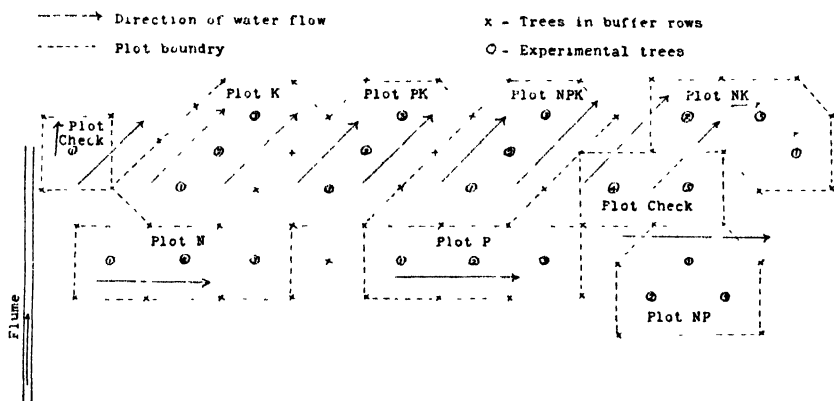 Direction of water flow
x - Trees in buffer rows
Plot boundry
O - Experimental trees
Plot K
Plot PK
Plot NPK
Plot NK
Plot
Check
Plot Check
Plot N
Plot P
Plot NP
Flume